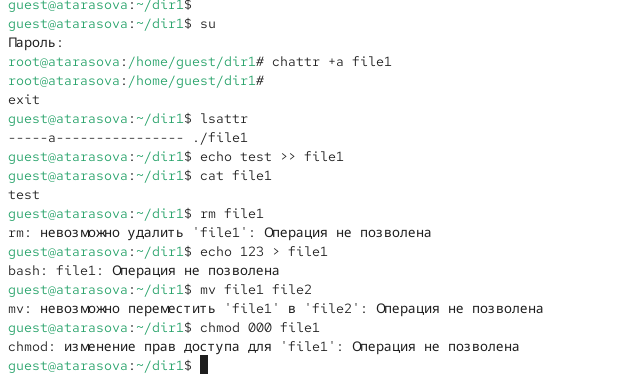 guest@atarasova:~/dir1$
guest@atarasova:~/dir1$ su
Пароль:
root@atarasova:/home/guest/dir1# chattr +a file1
root@atarasova:/home/guest/dir1#
exit
guest@atarasova:~/dir1$ lsattr
-----a---------------- ./file1
guest@atarasova:~/dir1$ echo test >> file1
guest@atarasova:~/dir1$ cat file1
test
guest@atarasova:~/dir1$ rm file1
rm: невозможно удалить 'file1': Операция не позволена
guest@atarasova:~/dir1$ echo 123 > file1
bash: file1: Операция не позволена
guest@atarasova:~/dir1$ mv file1 file2
mv: невозможно переместить 'file1' в 'file2': Операция не позволена
guest@atarasova:~/dir1$ chmod 000 file1
chmod: изменение прав доступа для 'file1': Операция не позволена
guest@atarasova:~/dir1$